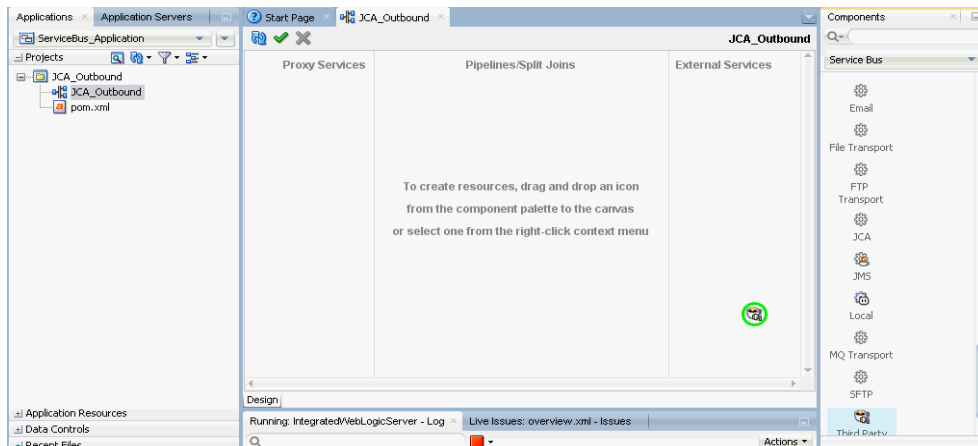 Applications
Application Servers
ServiceBus_Application
Projects
JCA_Outbound
JCA_Outbound
pom.xml
Application Resources
Data Controls
Recent Files
Start Page
JCA_Outbound
JCA_Outbound
Proxy Services
Pipelines/Split Joins
External Services
To create resources, drag and drop an icon
from the component palette to the canvas
or select one from the right-click context menu
Design
Running: IntegratedWebLogicServer - Log
Live Issues: overview.xml - Issues
Actions
Components
Service Bus
Email
File Transport
FTP
Transport
JCA
JMS
Local
MQ Transport
SFTP
Third Party